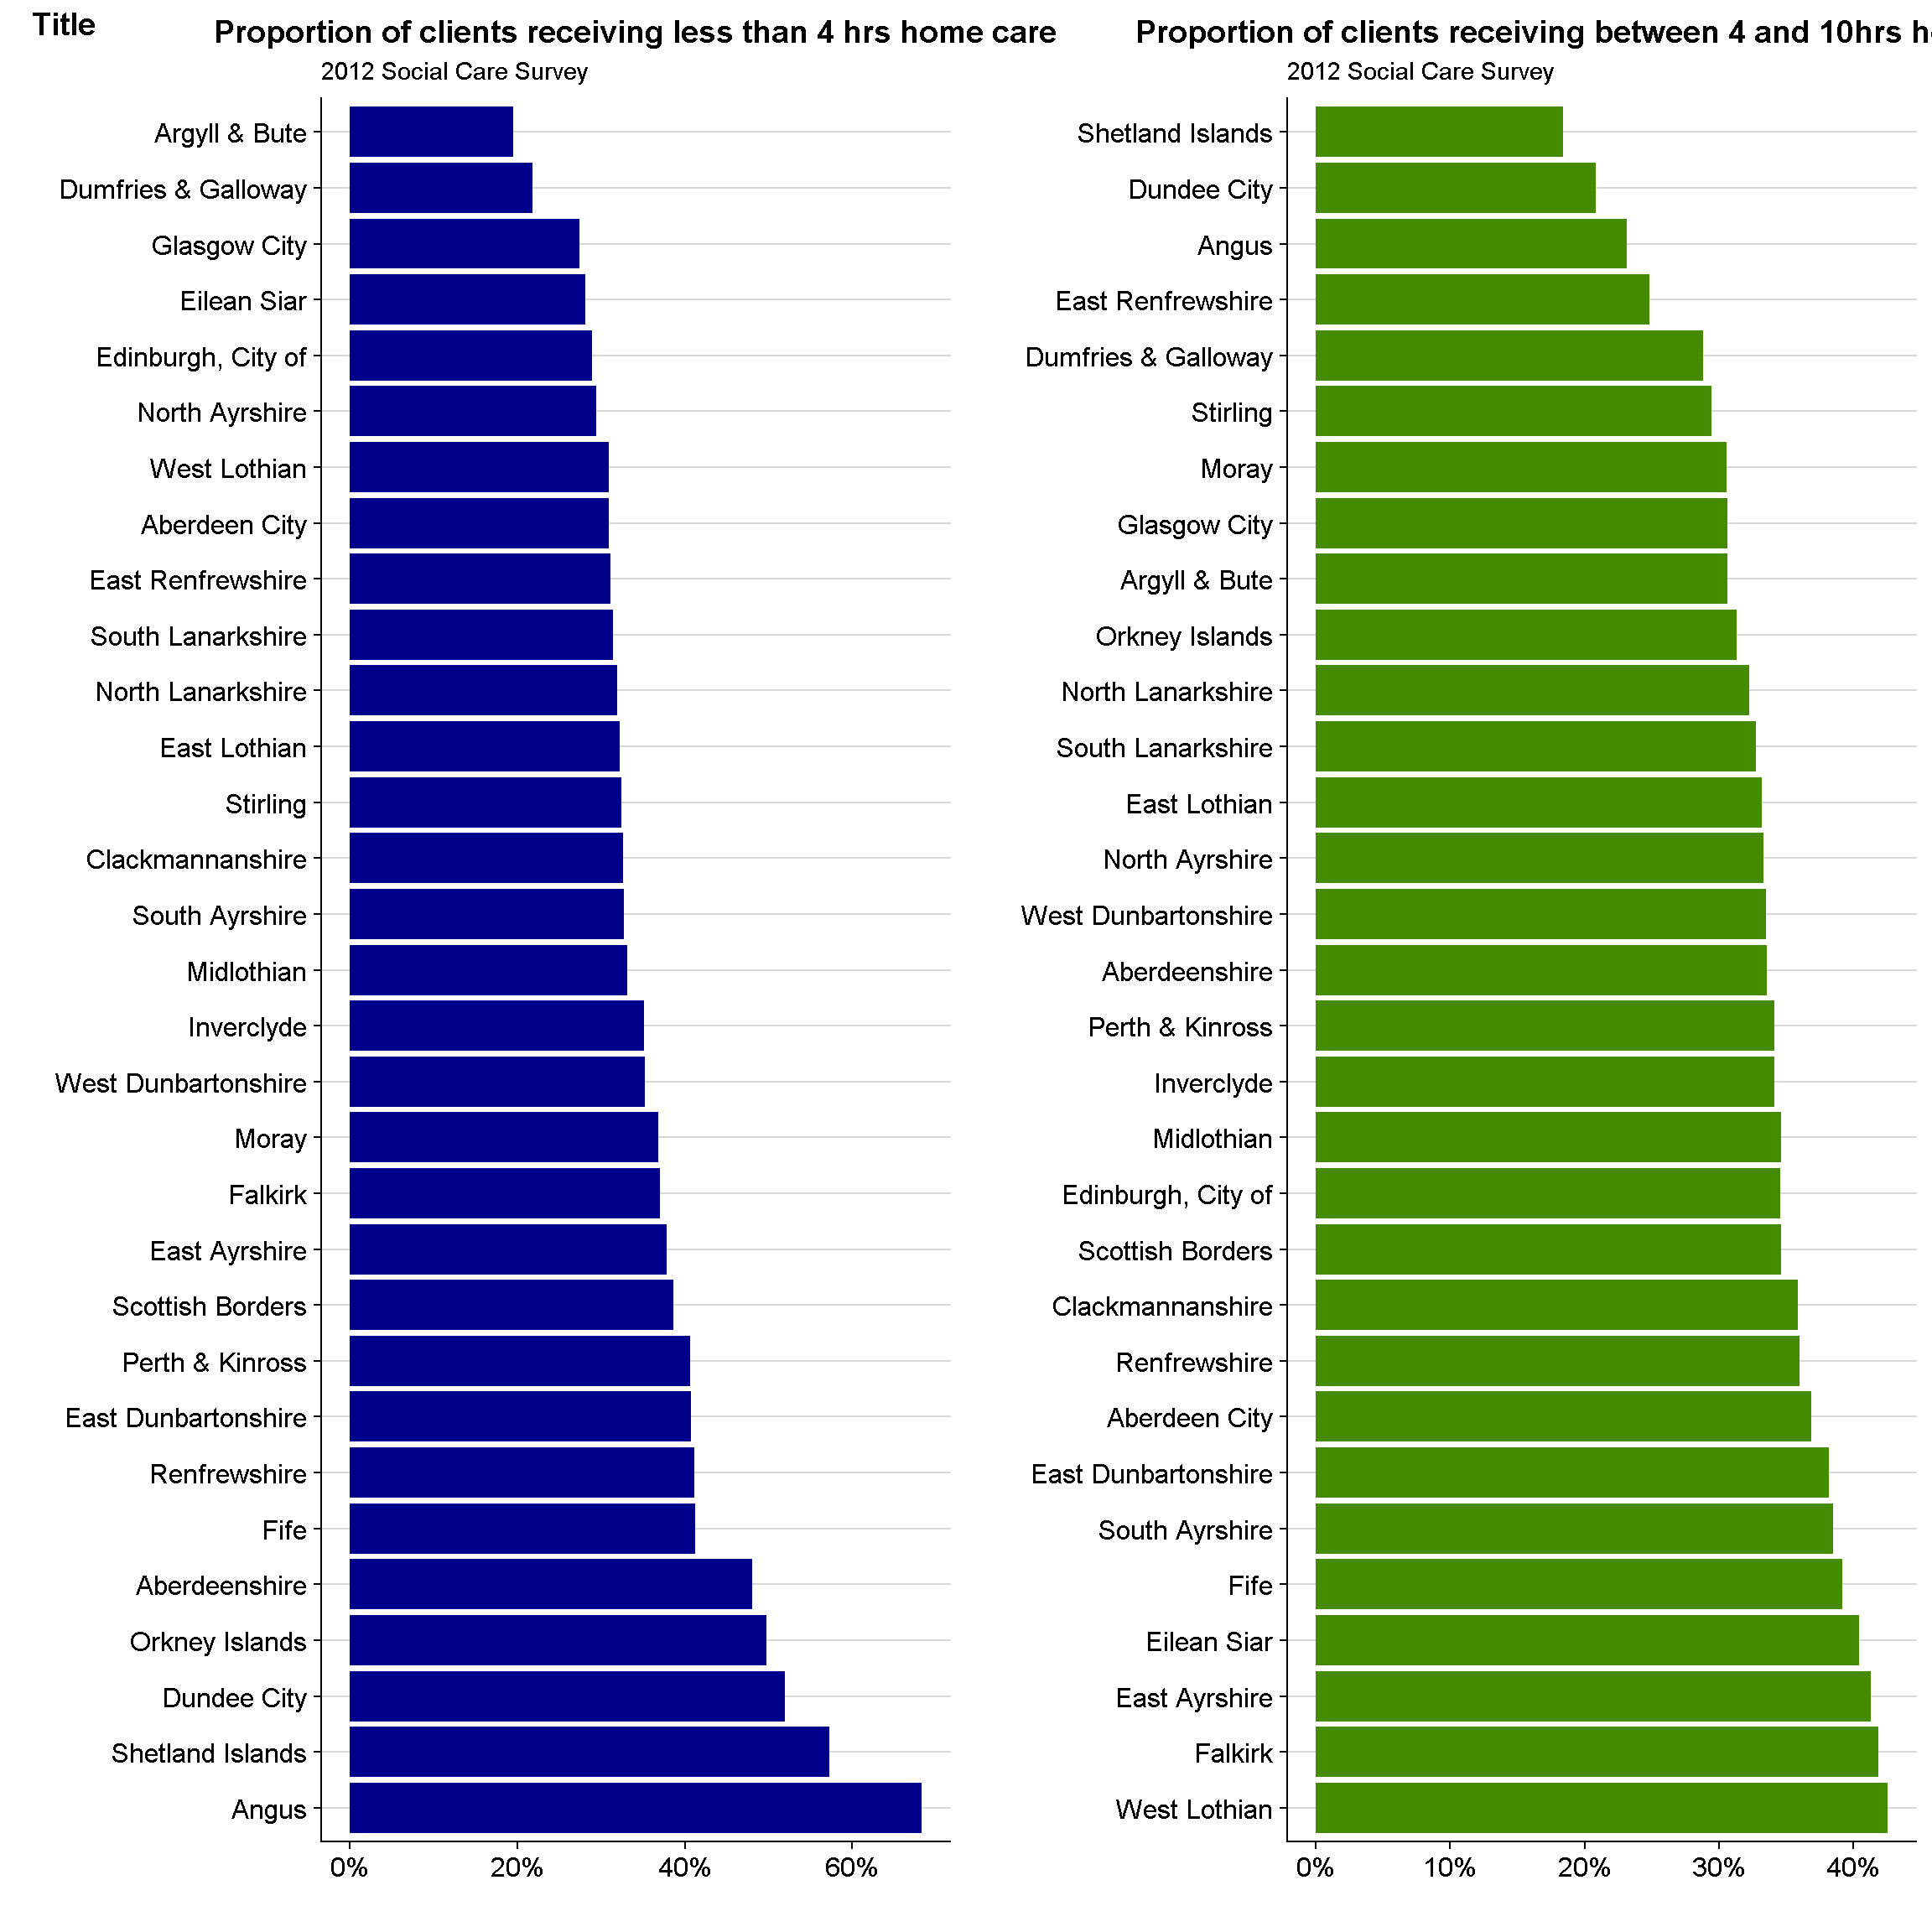 Title
Proportion of clients receiving less than 4 hrs home care
2012 Social Care Survey
Argyll & Bute
Dumfries & Galloway
Glasgow City
Eilean Siar
Edinburgh, City of
North Ayrshire
West Lothian
Aberdeen City
East Renfrewshire
South Lanarkshire
North Lanarkshire
East Lothian
Stirling
Clackmannanshire
South Ayrshire
Midlothian
Inverclyde
West Dunbartonshire
Moray
Falkirk
East Ayrshire
Scottish Borders
Perth & Kinross
East Dunbartonshire
Renfrewshire
Fife
Aberdeenshire
Orkney Islands
Dundee City
Shetland Islands
Angus
0% 20% 40% 60%
Proportion of clients receiving between 4 and 10hrs
2012 Social Care Survey
Shetland Islands
Dundee City
Angus
East Renfrewshire
Dumfries & Galloway
Stirling
Moray
Glasgow City
Argyll & Bute
Orkney Islands
North Lanarkshire
South Lanarkshire
East Lothian
North Ayrshire
West Dunbartonshire
Aberdeenshire
Perth & Kinross
Inverclyde
Midlothian
Edinburgh, City of
Scottish Borders
Clackmannanshire
Renfrewshire
Aberdeen City
East Dunbartonshire
South Ayrshire
Fife
Eilean Siar
East Ayrshire
Falkirk
West Lothian
0% 10% 20% 30% 40%